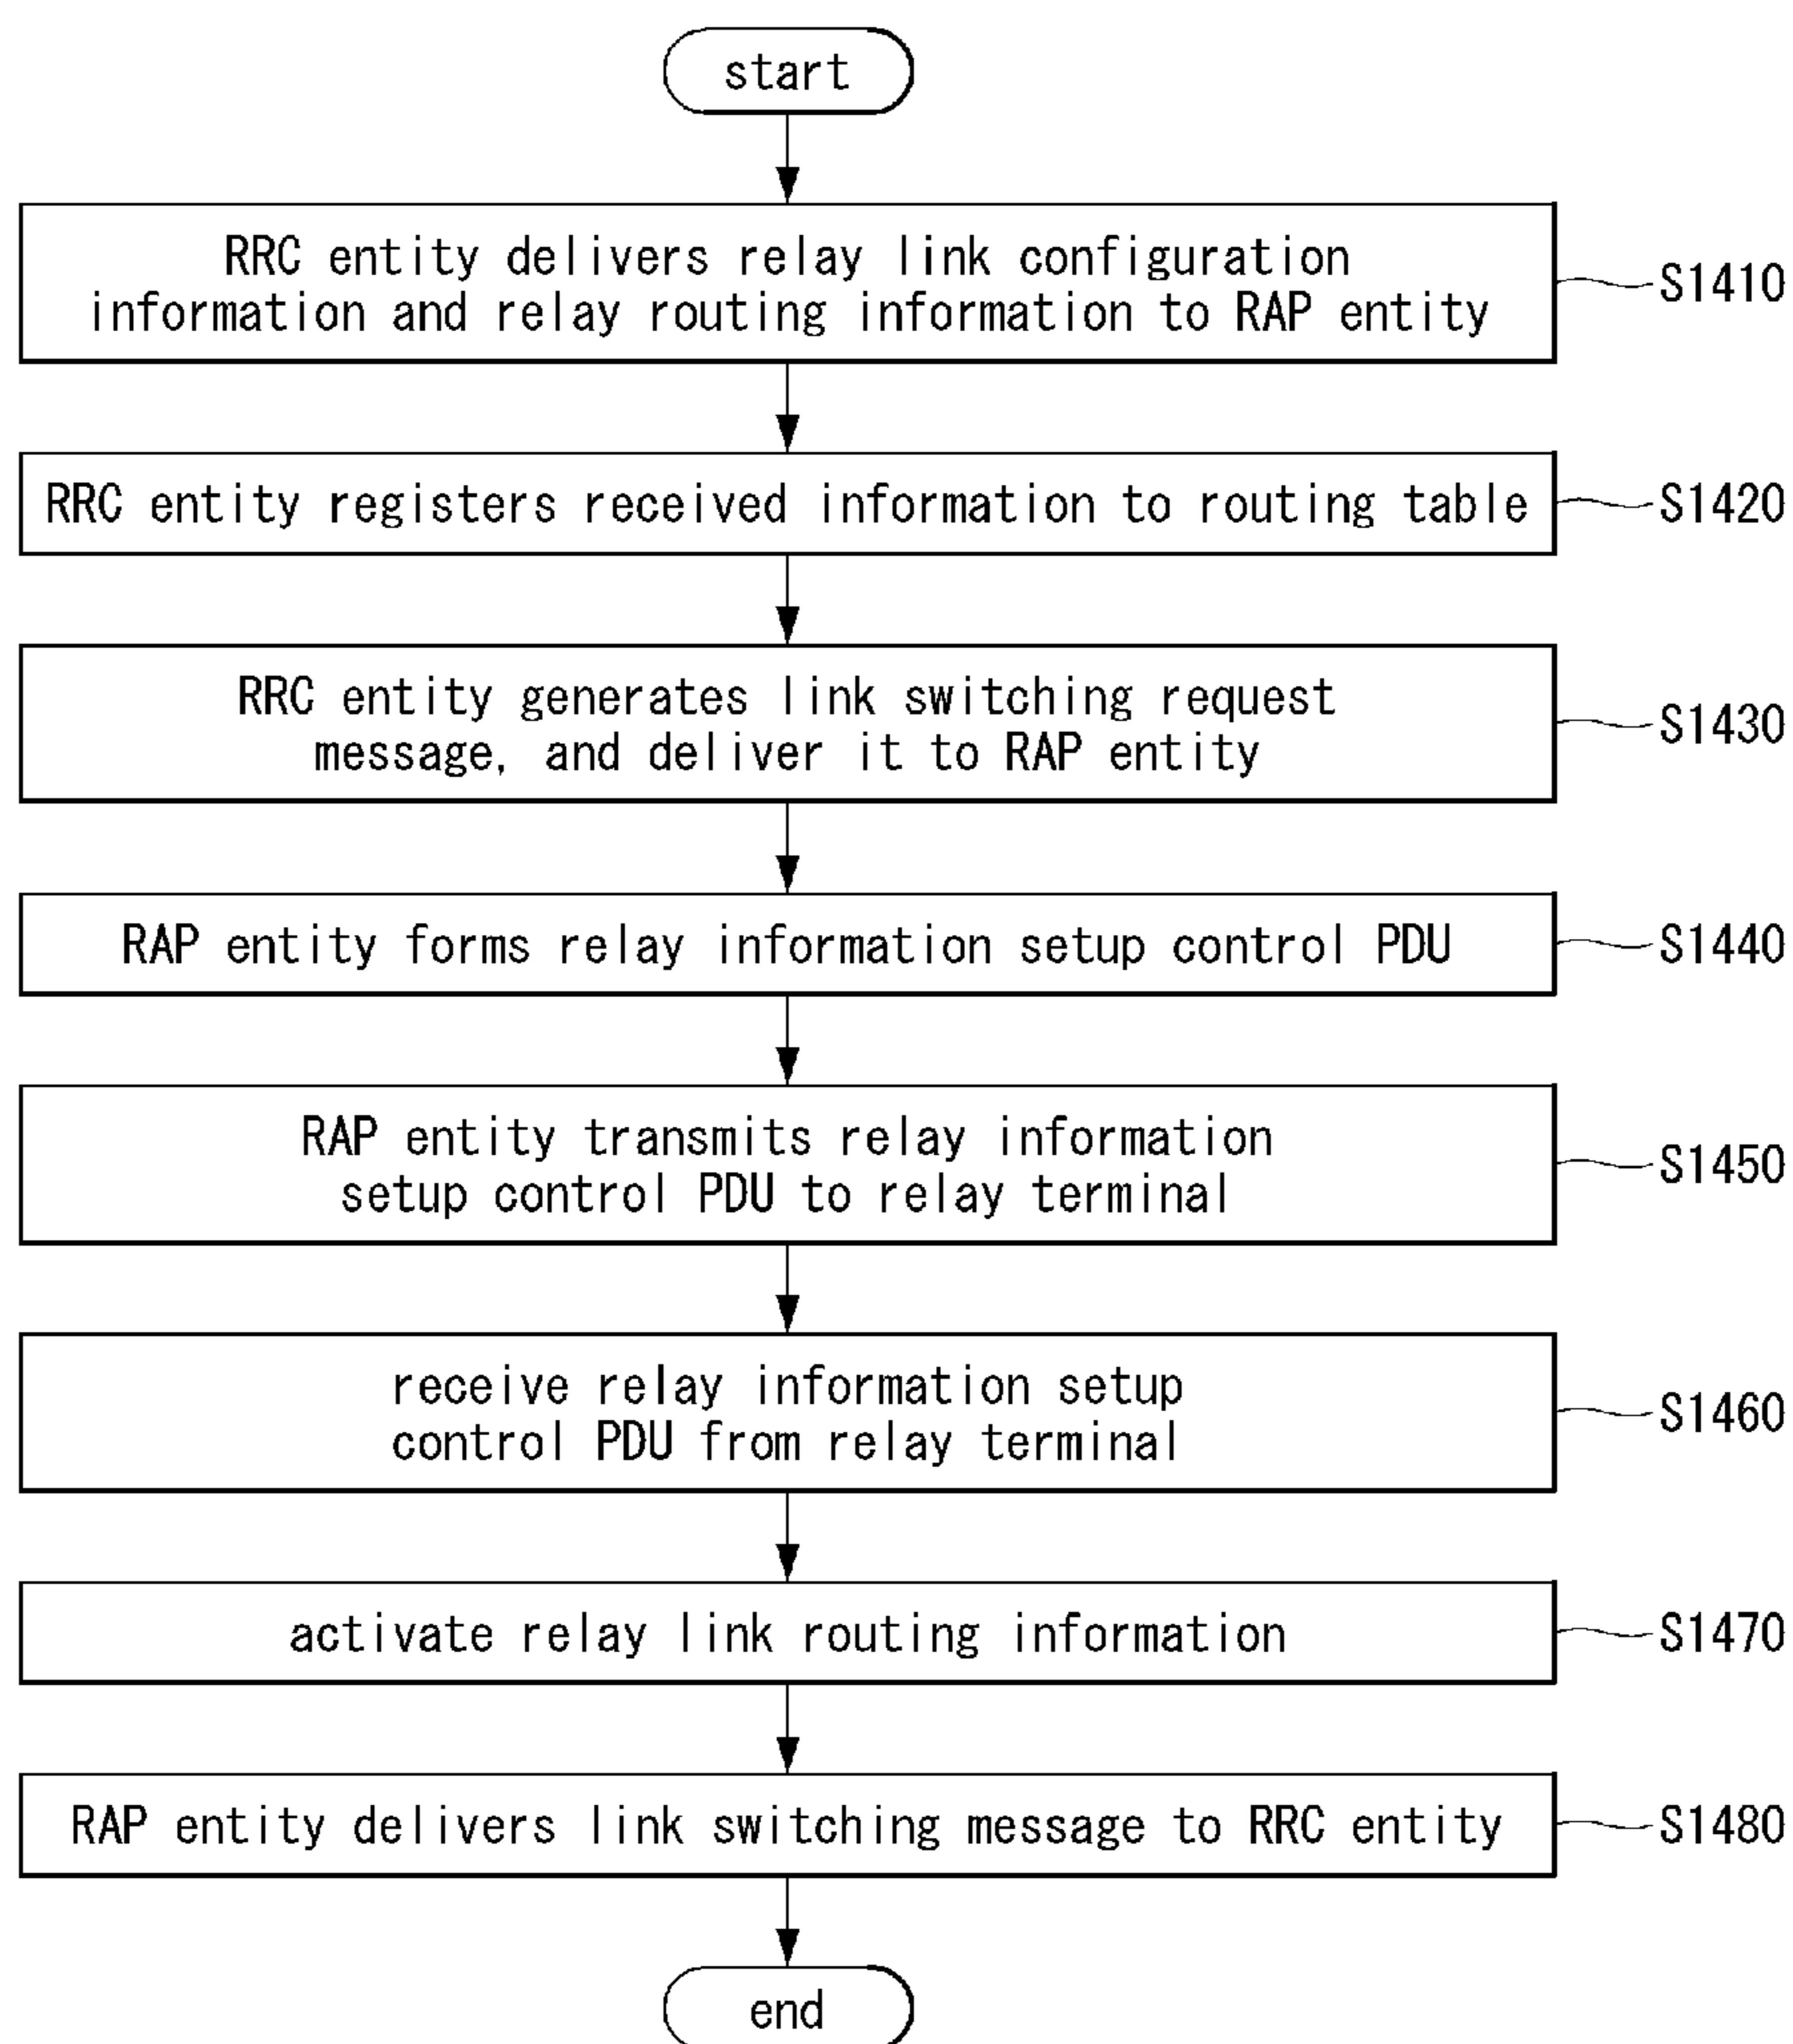 start
RRC entity delivers relay link configuration
information and relay routing information to RAP entity
S1410
RRC entity registers received information to routing table
S1420
RRC entity generates link switching request
message, and deliver it to RAP entity
S1430
RAP entity forms relay information setup control PDU
S1440
RAP entity transmits relay information
setup control PDU to relay terminal
S1450
receive relay information setup
control PDU from relay terminal
S1460
activate relay link routing information
S1470
RAP entity delivers link switching message to RRC entity
S1480
end